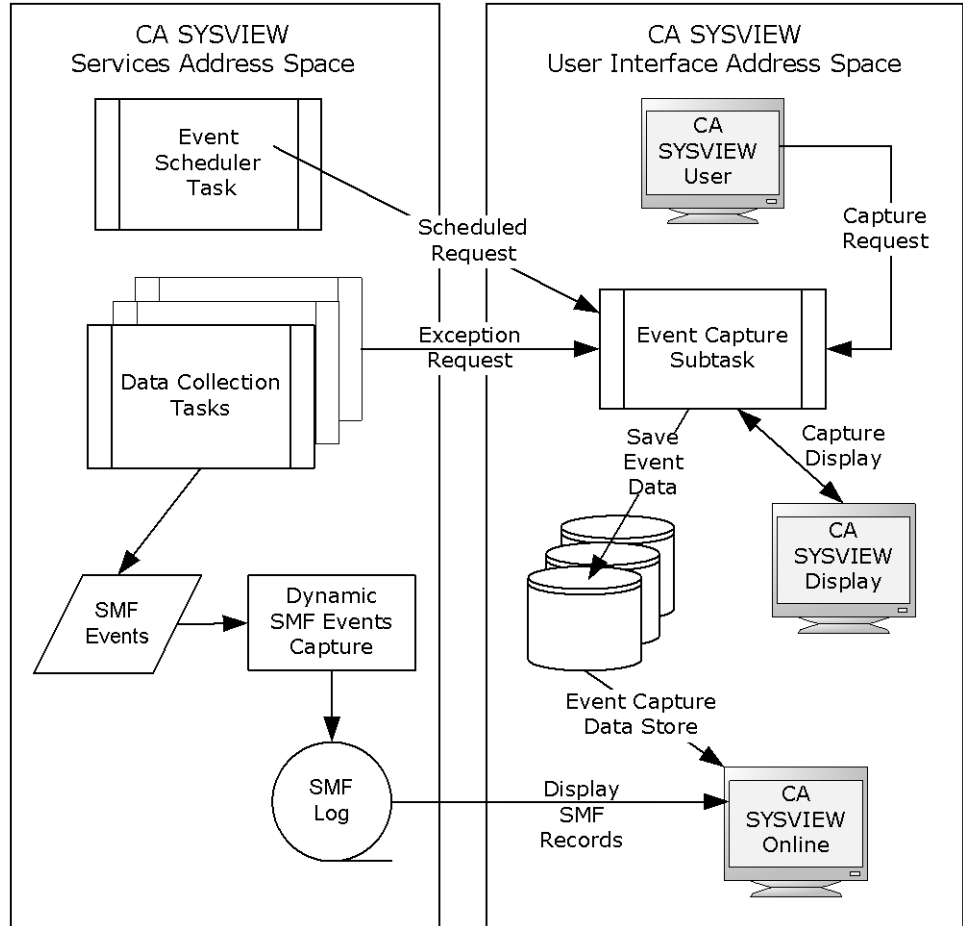 CA SYSVIEW
Services Address Space
Event
Scheduler
Task
Data Collection
Tasks
SMF
Events
Dynamic
SMF Events
Capture
SMF
Log
CA SYSVIEW
User Interface Address Space
CA
SYSVIEW
User
Capture
Request
Scheduled
Request
Exception
Request
Event Capture
Subtask
Save
Event
Data
Capture
Display
CA
SYSVIEW
Display
Event Capture
Data Store
Display
SMF
Records
CA
SYSVIEW
Online